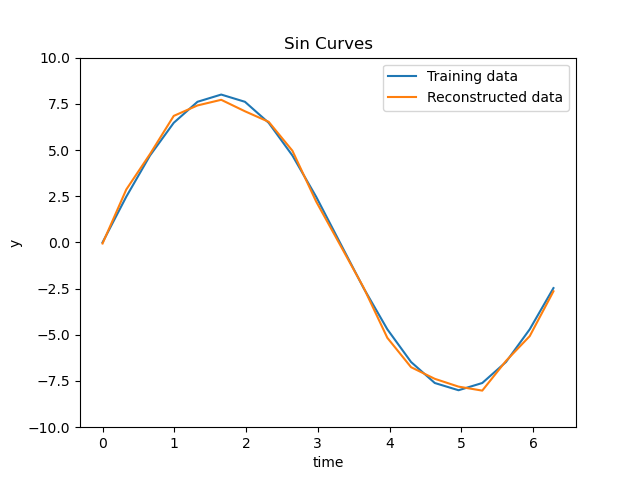 Sin Curves
Training data
Reconstructed data
10.0
7.5
5.0
2.5
0.0
−2.5
−5.0
−7.5
−10.0
y
0 1 2 3 4 5 6
time